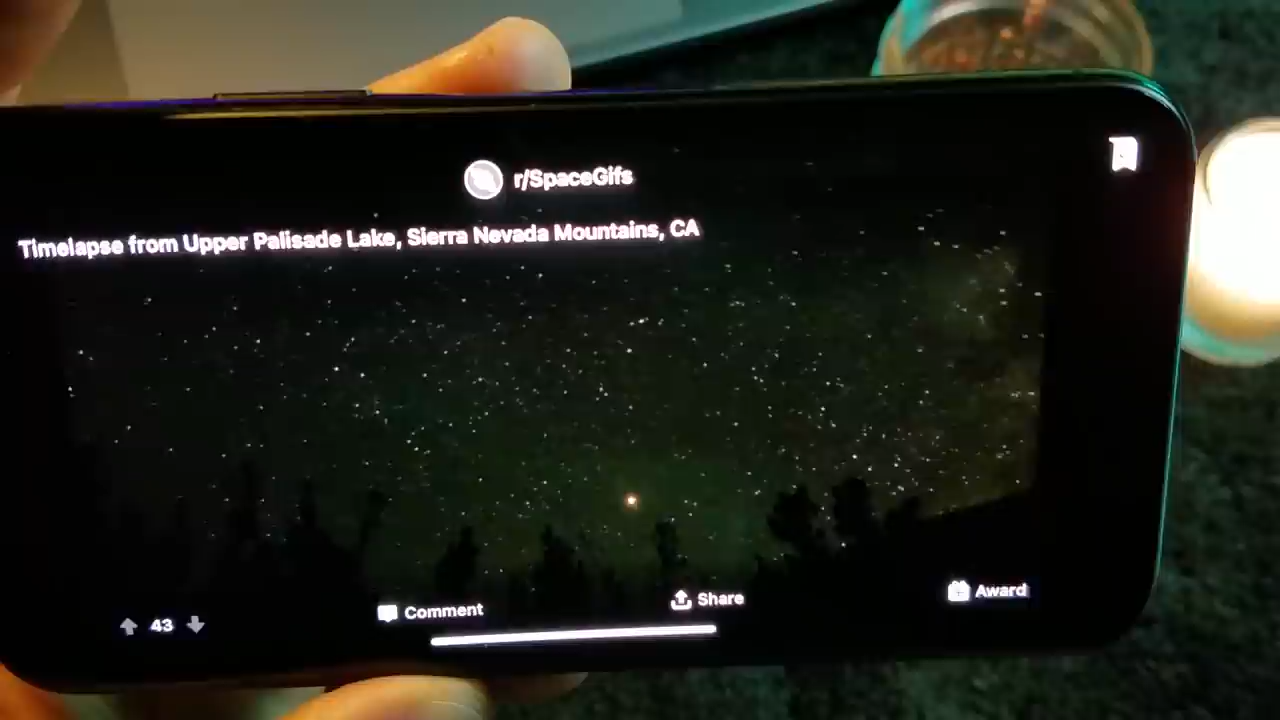 r/SpaceGifs
Timelapse from Upper Palisade Lake, Sierra Nevada Mountains, CA
43
Comment
Share
Award